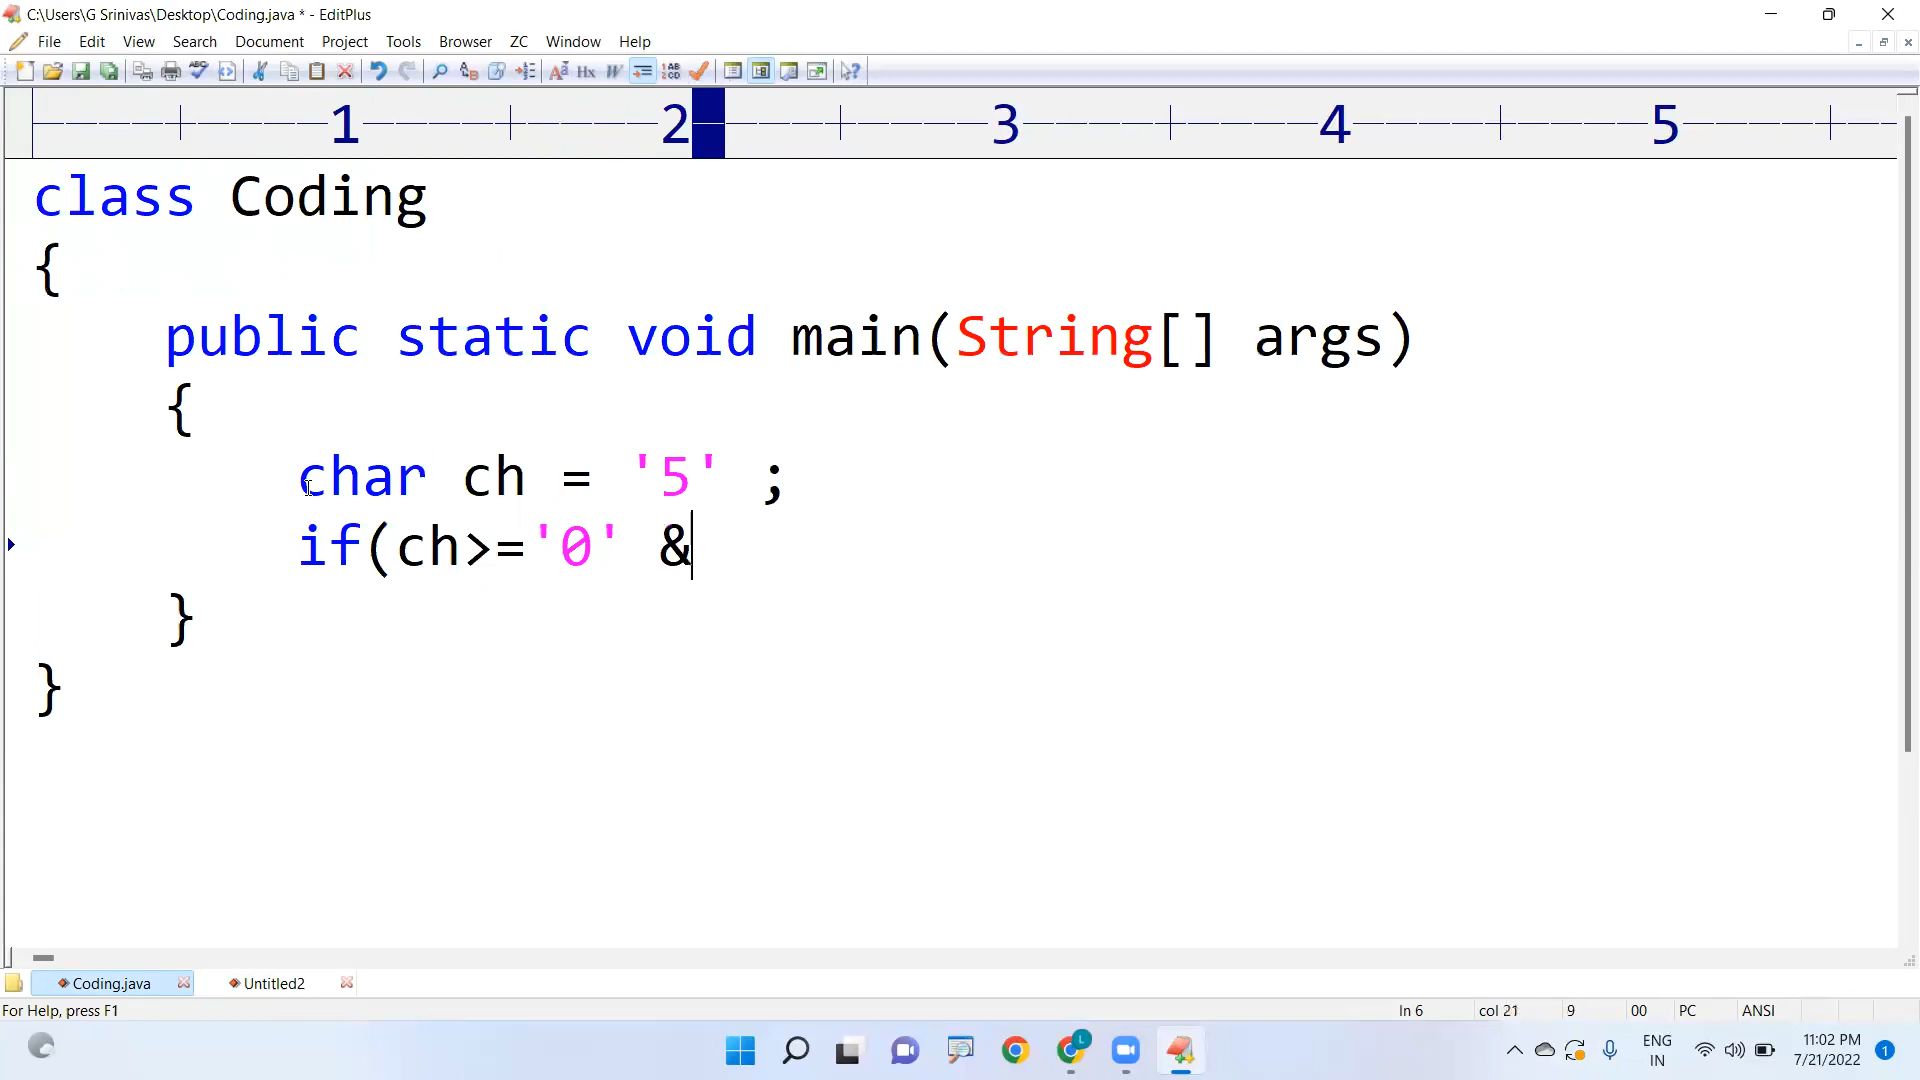 C:\Users\G Srinivas\Desktop\Coding.java * - EditPlus
File Edit View Search Document Project Tools Browser ZC Window Help
1 2 3 4 5
class Coding
{
public static void main(String[] args)
{
char ch = '5' ;
if(ch>='0' &
}
}
Coding.java Untitled2
For Help, press F1 ln 6 col 21 9 00 PC ANSI
ENG 11:02 PM
IN 7/21/2022 1